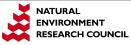 NATURAL
ENVIRONMENT
RESEARCH COUNCIL